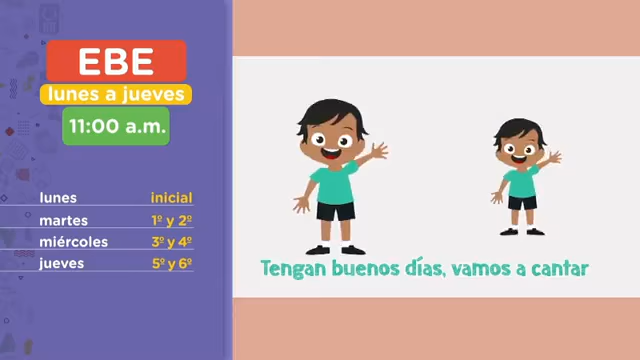 EBE
lunes a jueves
11:00 a.m.
lunes inicial
martes 1º y 2º
miércoles 3º y 4º
jueves 5º y 6º
Tengan buenos días, vamos a cantar